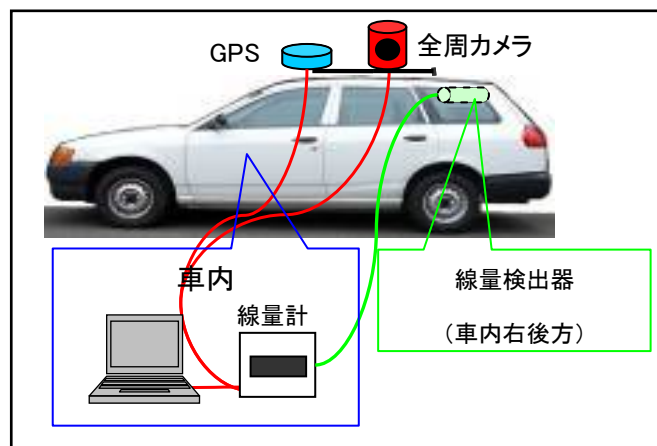 GPS
全周カメラ
車内
線量計
線量検出器
（車内右後方）